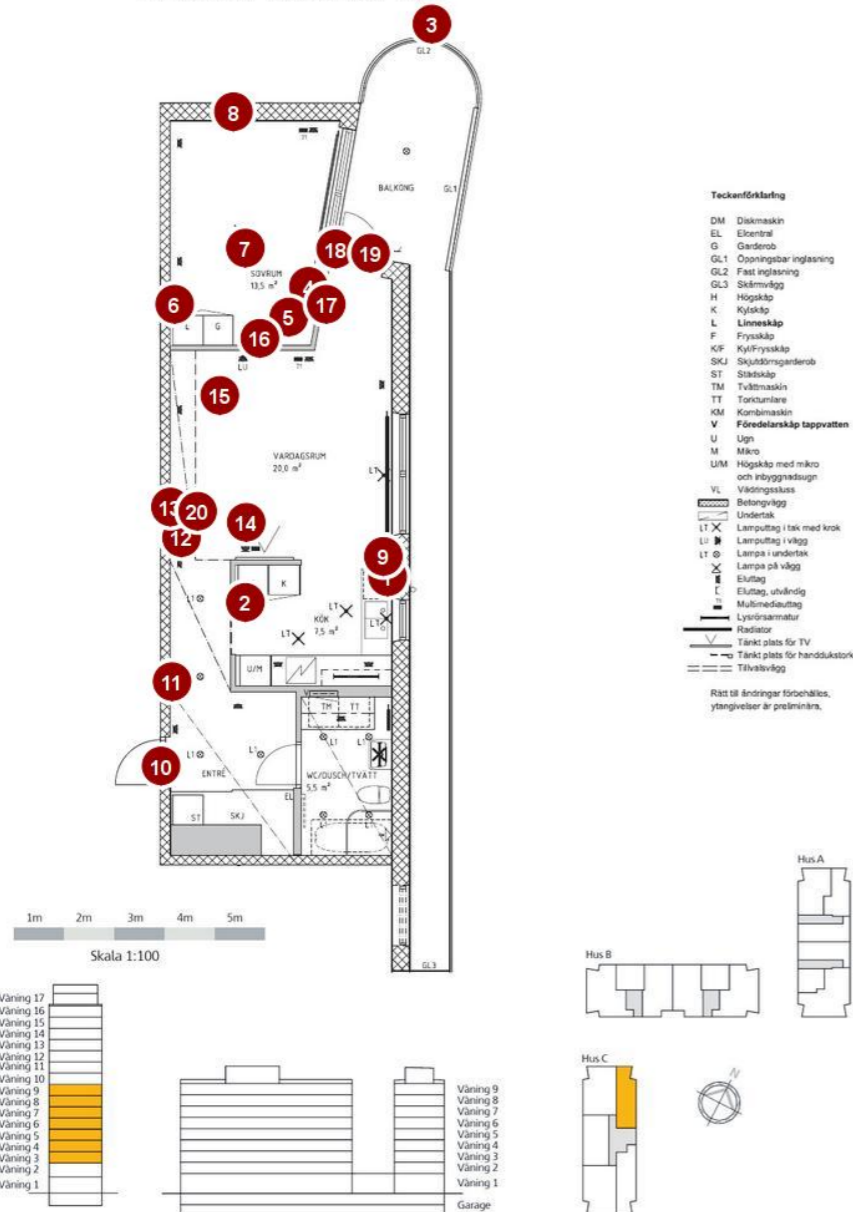 3
GL2
8
BALKONG
GL1
7
18
19
SOVRUM
13,5 m²
6
5
17
L
G
16
LU
15
VARDAGSRUM
20,0 m²
LT
13
20
14
12
9
1
K
2
LT
KÖK
7,5 m²
LT
U/M
11
V
TM
TT
10
ENTRÉ
WC/DUSCH/TVÄTT
5,5 m²
EL
ST
SKJ
GL3
Teckenförklaring
DM Diskmaskin
EL Elcentral
G Garderob
GL1 Öppningsbar inglasning
GL2 Fast inglasning
GL3 Skärmvägg
H Högskåp
K Kylskåp
L Linneskåp
F Frysskåp
K/F Kyl/Frysskåp
SKJ Skjutdörrsgarderob
ST Städskåp
TM Tvättmaskin
TT Torktumlare
KM Kombimaskin
V Föredelarskåp tappvatten
U Ugn
M Mikro
U/M Högskåp med mikro
och inbyggnadsugn
VL Vädringssluss
Betongvägg
Undertak
LT Lamputtag i tak med krok
LU Lamputtag i vägg
LT Lampa i undertak
Lampa på vägg
Eluttag
Eluttag, utvändig
Multimediauttag
Lysrörsarmatur
Radiator
Tänkt plats för TV
Tänkt plats för handdukstork
Tillvalsvägg
Rätt til ändringar förbehålles,
ytangivelser är preliminära.
1m 2m 3m 4m 5m
Skala 1:100
Våning 17
Våning 16
Våning 15
Våning 14
Våning 13
Våning 12
Våning 11
Våning 10
Våning 9
Våning 8
Våning 7
Våning 6
Våning 5
Våning 4
Våning 3
Våning 2
Våning 1
Våning 9
Våning 8
Våning 7
Våning 6
Våning 5
Våning 4
Våning 3
Våning 2
Våning 1
Garage
Hus A
Hus B
Hus C
N